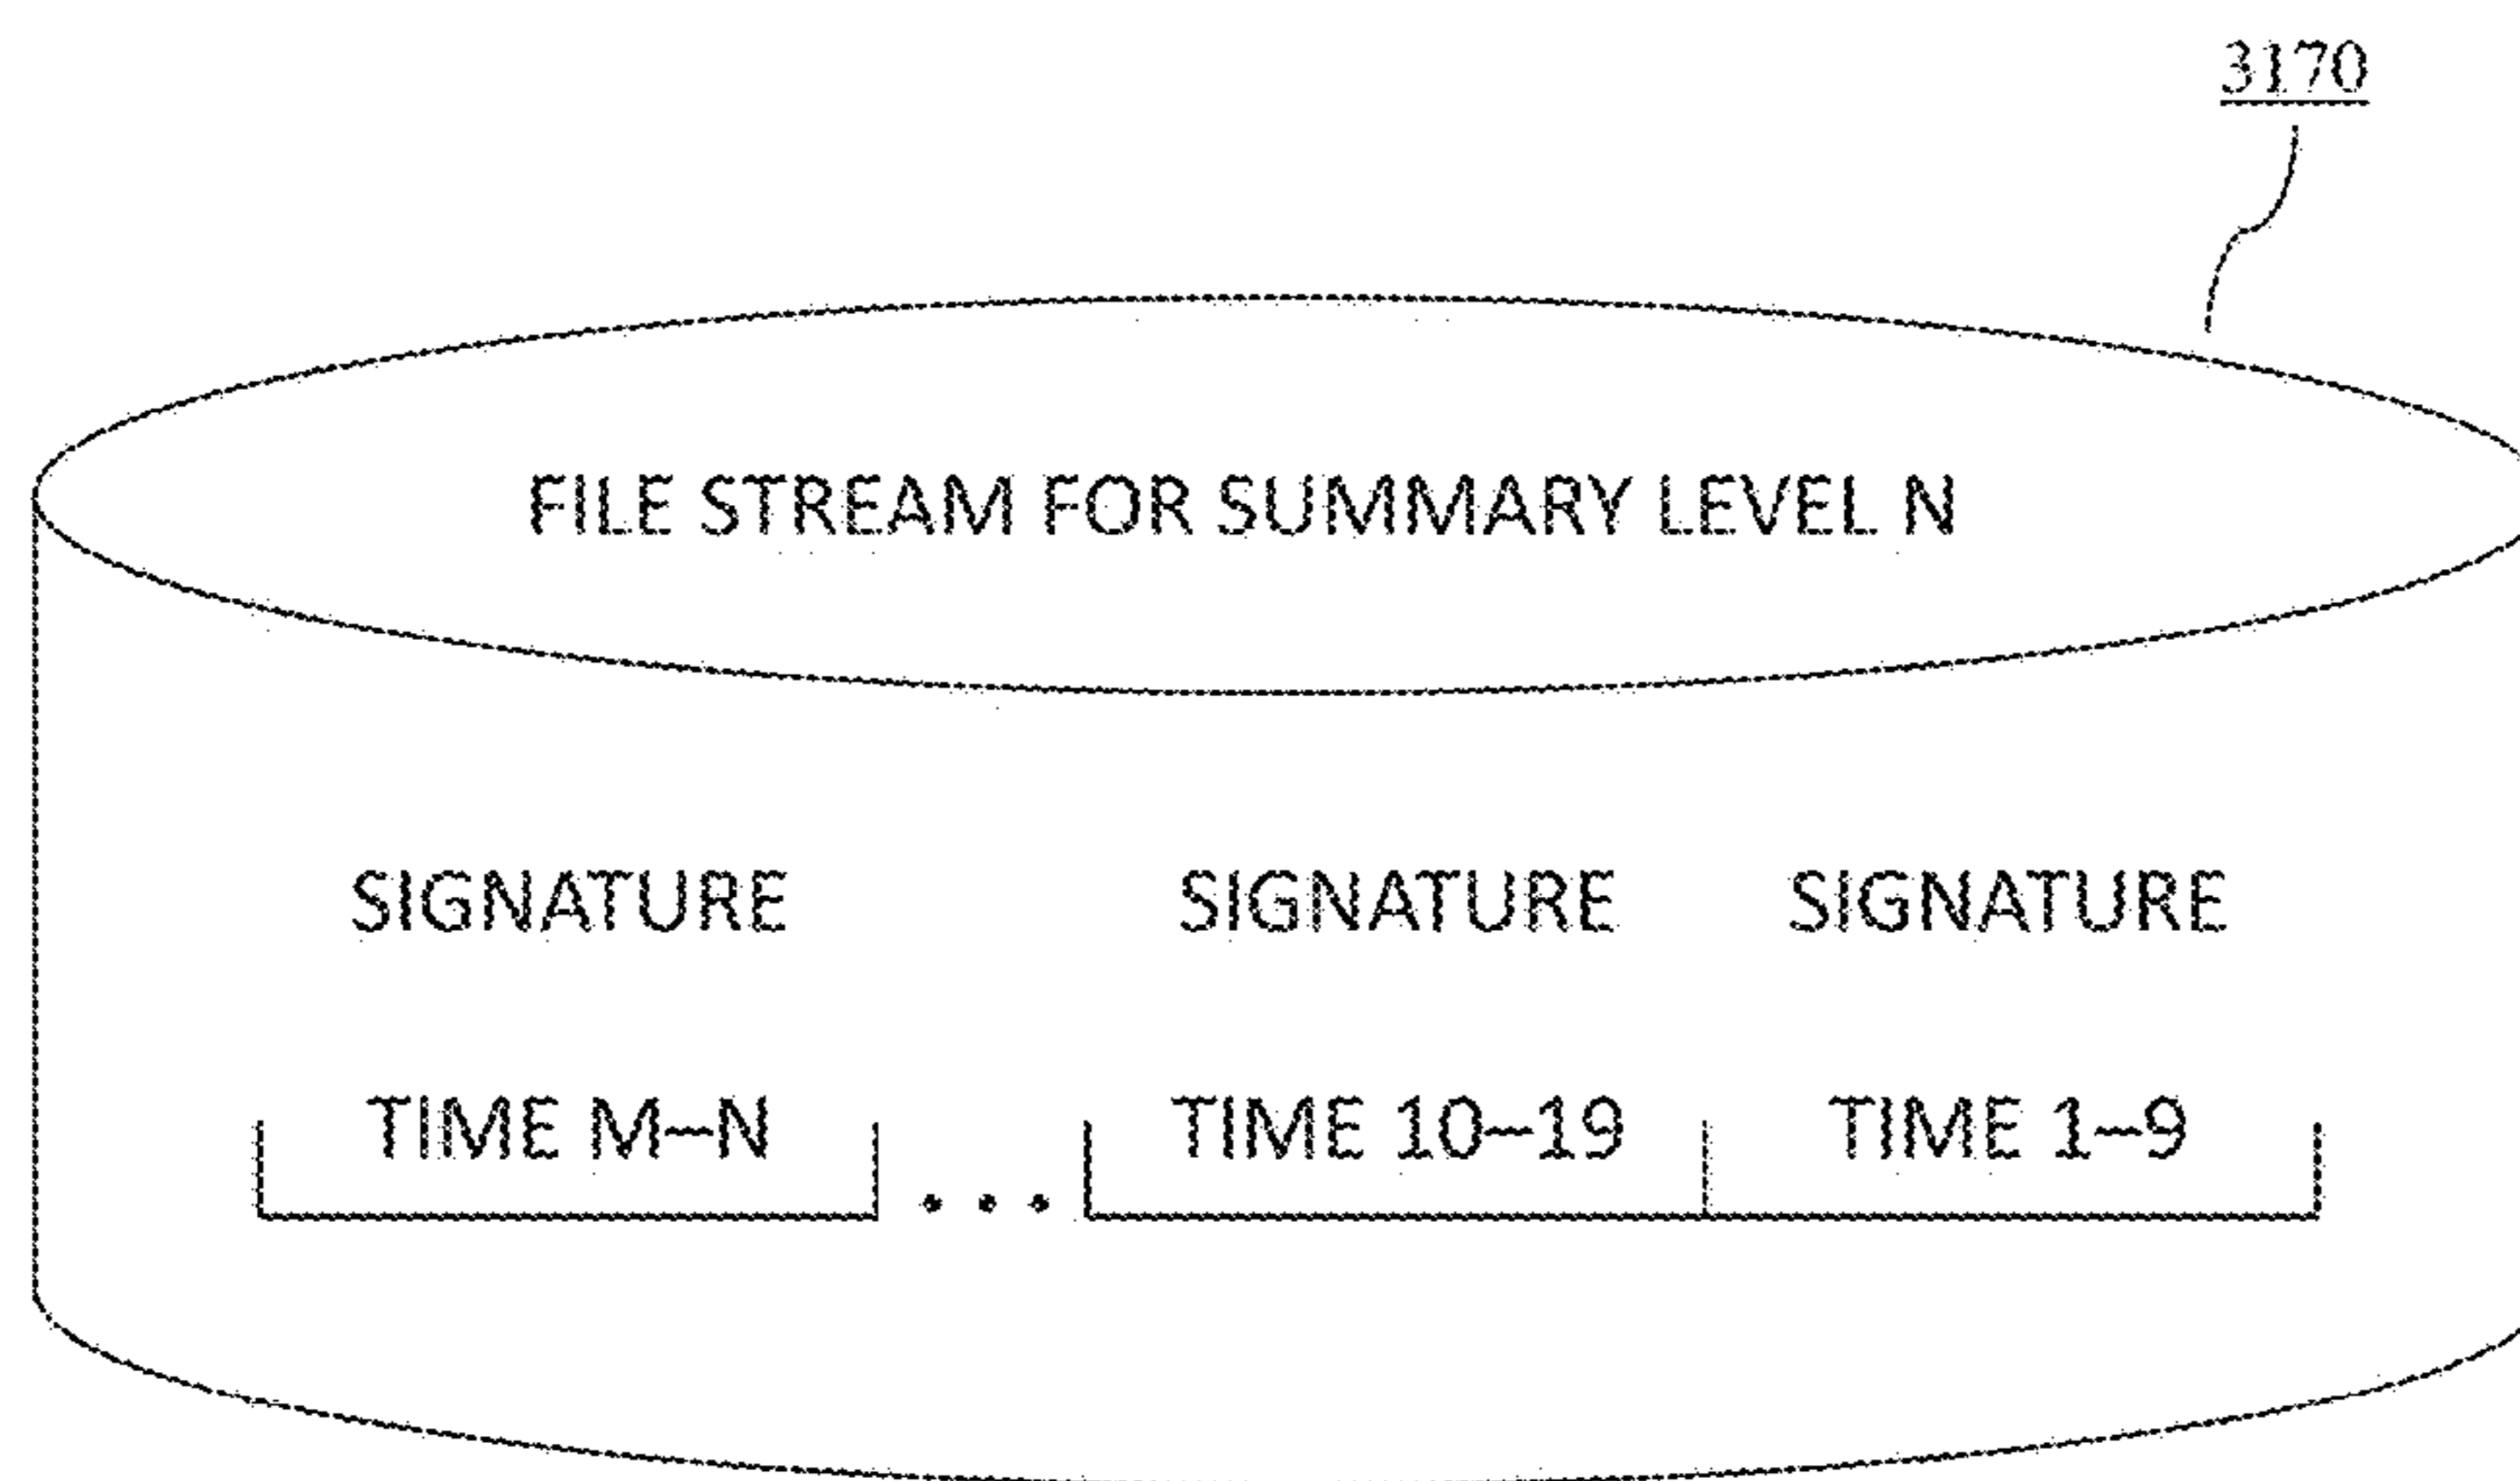 3170
FILE STREAM FOR SUMMARY LEVEL N
SIGNATURE SIGNATURE SIGNATURE
TIME M–N ... TIME 10–19 TIME 1–9